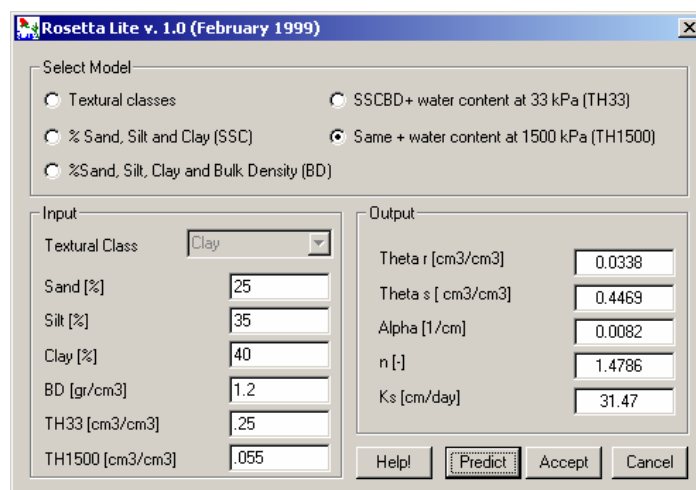 Rosetta Lite v. 1.0 (February 1999)
Select Model
Textural classes
SSCBD+ water content at 33 kPa (TH33)
% Sand, Silt and Clay (SSC)
Same + water content at 1500 kPa (TH1500)
%Sand, Silt, Clay and Bulk Density (BD)
Input
Textural Class Clay
Sand [%] 25
Silt [%] 35
Clay [%] 40
BD [gr/cm3] 1.2
TH33 [cm3/cm3] .25
TH1500 [cm3/cm3] .055
Output
Theta r [cm3/cm3] 0.0338
Theta s [ cm3/cm3] 0.4469
Alpha [1/cm] 0.0082
n [-] 1.4786
Ks [cm/day] 31.47
Help! Predict Accept Cancel